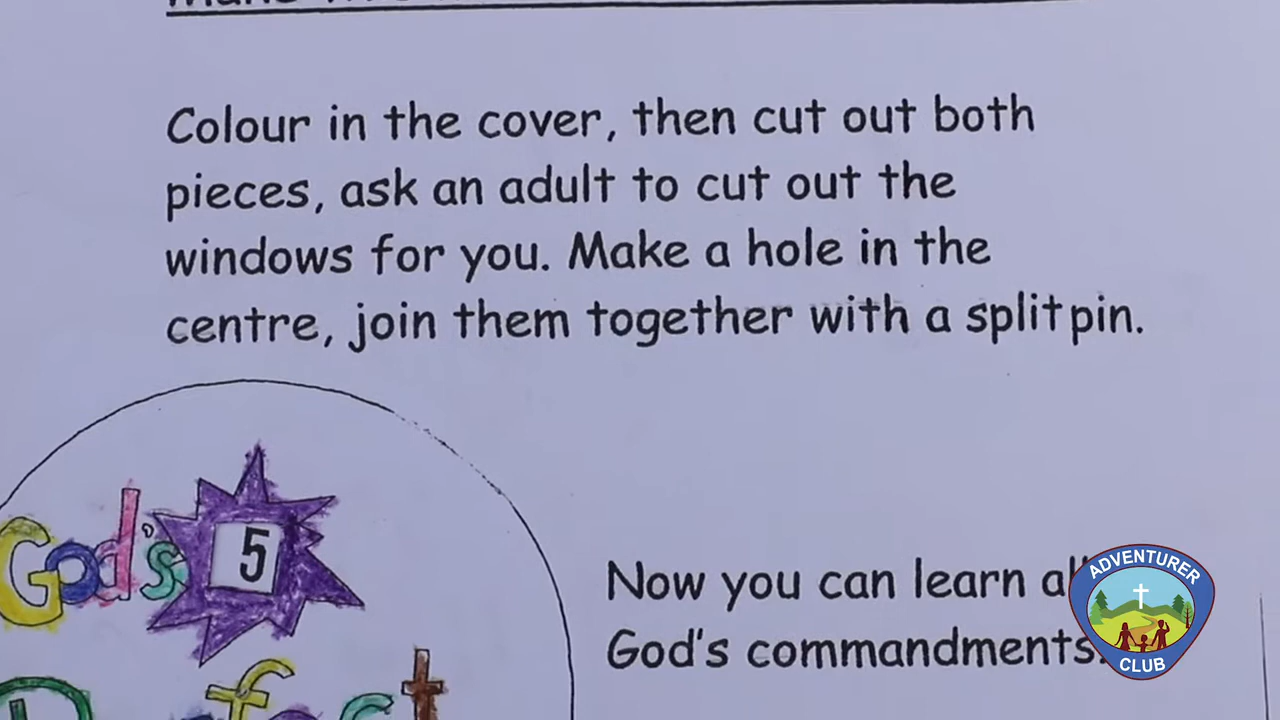 Colour in the cover, then cut out both
pieces, ask an adult to cut out the
windows for you. Make a hole in the
centre, join them together with a split pin.
God's 5
Now you can learn al
God's commandments.
ADVENTURER
CLUB